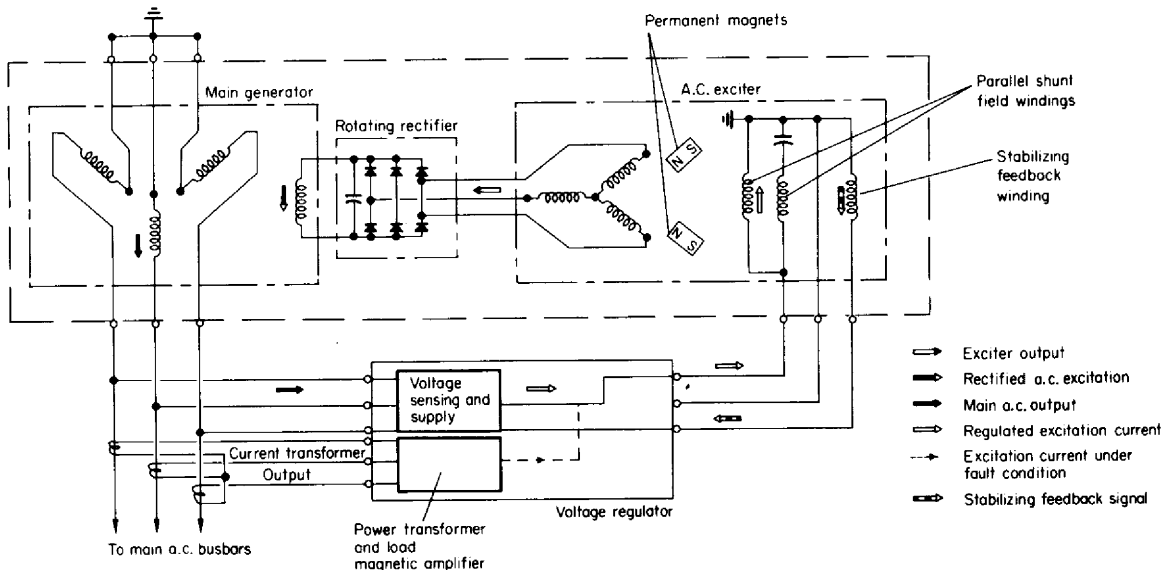 Permanent magnets
Main generator
A.C. exciter
Parallel shunt
field windings
Rotating rectifier
S
N
Stabilizing
feedback
winding
N
S
Voltage
sensing and
supply
Current transformer
Output
Voltage regulator
Power transformer
and load
magnetic amplifier
To main a.c. busbars
Exciter output
Rectified a.c. excitation
Main a.c. output
Regulated excitation current
Excitation current under
fault condition
Stabilizing feedback signal